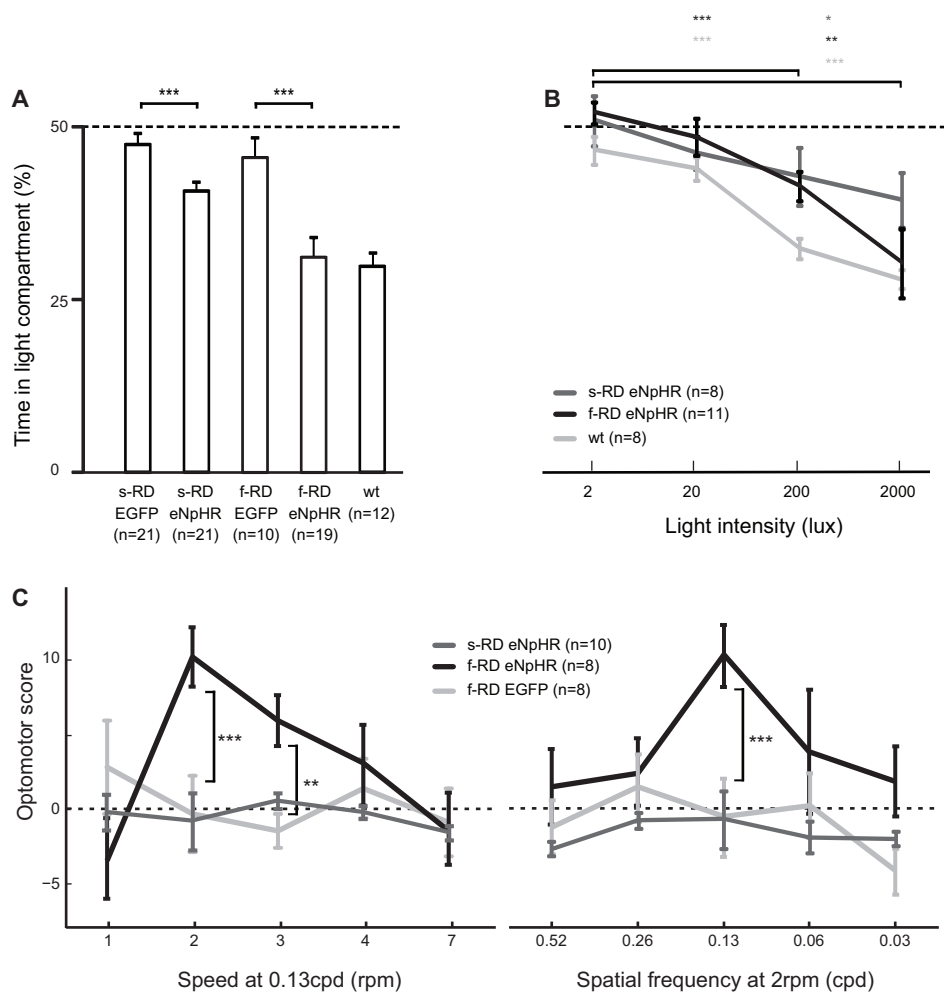 A
*** ***
50
25
0
Time in light compartment (%)
s-RD s-RD f-RD f-RD wt
EGFP eNpHR EGFP eNpHR (n=12)
(n=21) (n=21) (n=10) (n=19)
B
*** *
**
*** ***
s-RD eNpHR (n=8)
f-RD eNpHR (n=11)
wt (n=8)
2 20 200 2000
Light intensity (lux)
C
s-RD eNpHR (n=10)
f-RD eNpHR (n=8)
f-RD EGFP (n=8)
10
0
−5
Optomotor score
***
**
***
1 2 3 4 7
Speed at 0.13cpd (rpm)
0.52 0.26 0.13 0.06 0.03
Spatial frequency at 2rpm (cpd)